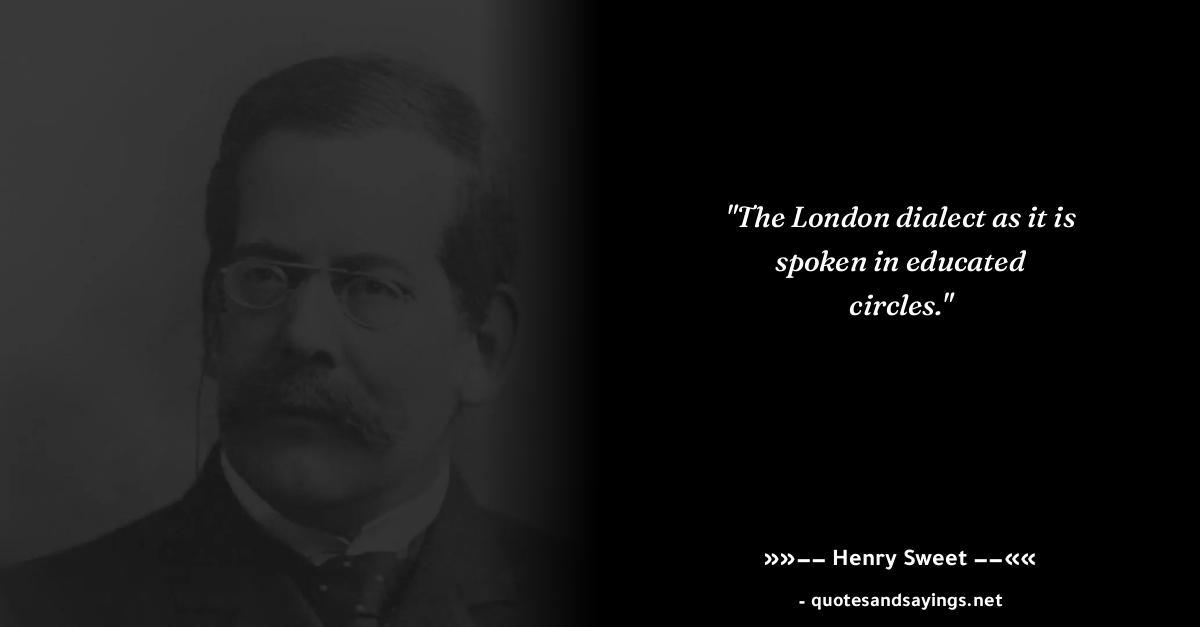 "The London dialect as it is
spoken in educated
circles."
»»—— Henry Sweet ——««
- quotesandsayings.net